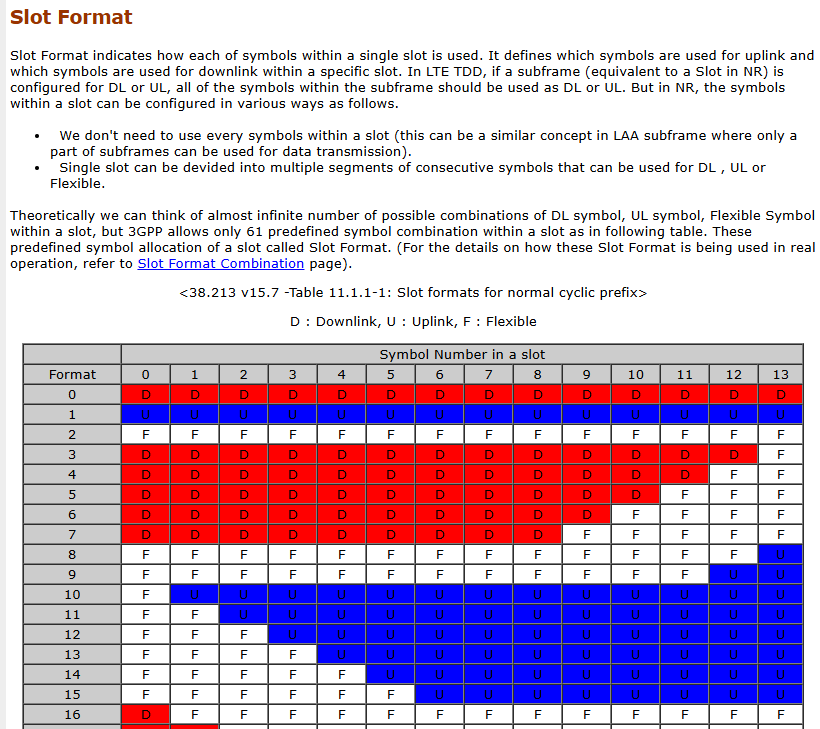 Slot Format
Slot Format indicates how each of symbols within a single slot is used. It defines which symbols are used for uplink and
which symbols are used for downlink within a specific slot. In LTE TDD, if a subframe (equivalent to a Slot in NR) is
configured for DL or UL, all of the symbols within the subframe should be used as DL or UL. But in NR, the symbols
within a slot can be configured in various ways as follows.
• We don't need to use every symbols within a slot (this can be a similar concept in LAA subframe where only a
part of subframes can be used for data transmission).
• Single slot can be devided into multiple segments of consecutive symbols that can be used for DL , UL or
Flexible.
Theoretically we can think of almost infinite number of possible combinations of DL symbol, UL symbol, Flexible Symbol
within a slot, but 3GPP allows only 61 predefined symbol combination within a slot as in following table. These
predefined symbol allocation of a slot called Slot Format. (For the details on how these Slot Format is being used in real
operation, refer to Slot Format Combination page).
<38.213 v15.7 -Table 11.1.1-1: Slot formats for normal cyclic prefix>
D : Downlink, U : Uplink, F : Flexible
Symbol Number in a slot
Format 0 1 2 3 4 5 6 7 8 9 10 11 12 13
0 D D D D D D D D D D D D D D
1 U U U U U U U U U U U U U U
2 F F F F F F F F F F F F F F
3 D D D D D D D D D D D D D F
4 D D D D D D D D D D D D F F
5 D D D D D D D D D D D F F F
6 D D D D D D D D D D F F F F
7 D D D D D D D D D F F F F F
8 F F F F F F F F F F F F F U
9 F F F F F F F F F F F F U U
10 F U U U U U U U U U U U U U
11 F F U U U U U U U U U U U U
12 F F F U U U U U U U U U U U
13 F F F F U U U U U U U U U U
14 F F F F F U U U U U U U U U
15 F F F F F F U U U U U U U U
16 D F F F F F F F F F F F F F